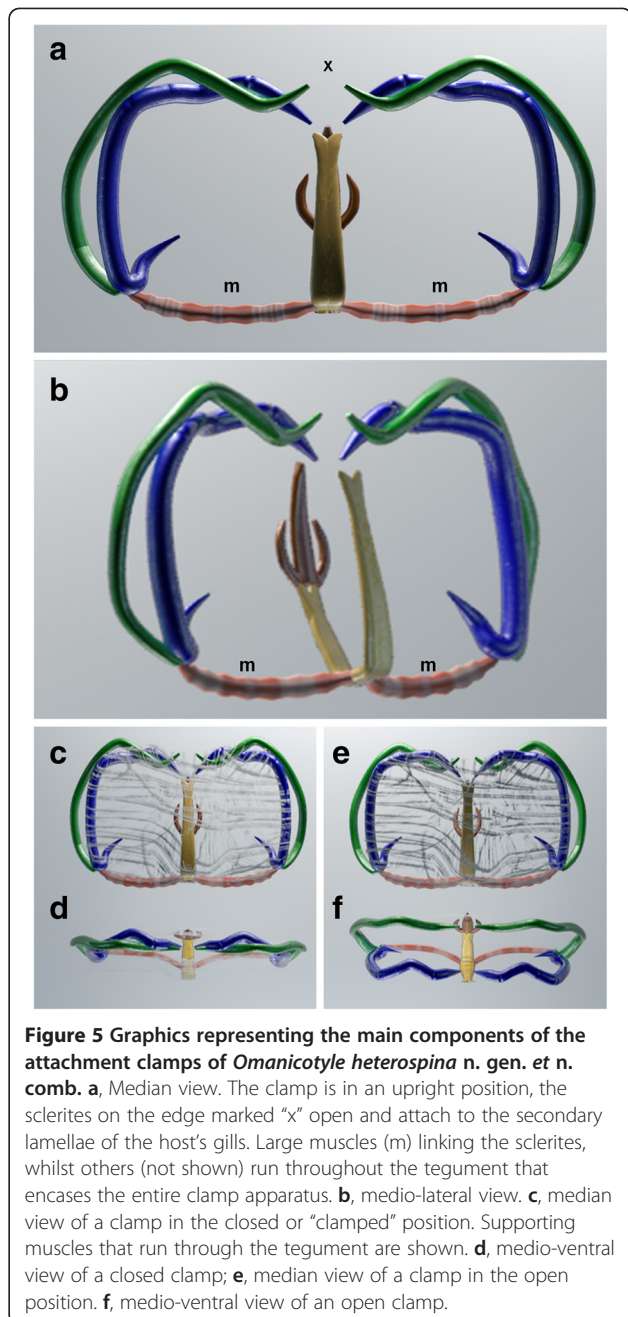 a
x
m
m
b
m
m
c
e
d
f
Figure 5 Graphics representing the main components of the
attachment clamps of Omanicotyle heterospina n. gen. et n.
comb. a, Median view. The clamp is in an upright position, the
sclerites on the edge marked “x” open and attach to the secondary
lamellae of the host’s gills. Large muscles (m) linking the sclerites,
whilst others (not shown) run throughout the tegument that
encases the entire clamp apparatus. b, medio-lateral view. c, median
view of a clamp in the closed or “clamped” position. Supporting
muscles that run through the tegument are shown. d, medio-ventral
view of a closed clamp; e, median view of a clamp in the open
position. f, medio-ventral view of an open clamp.